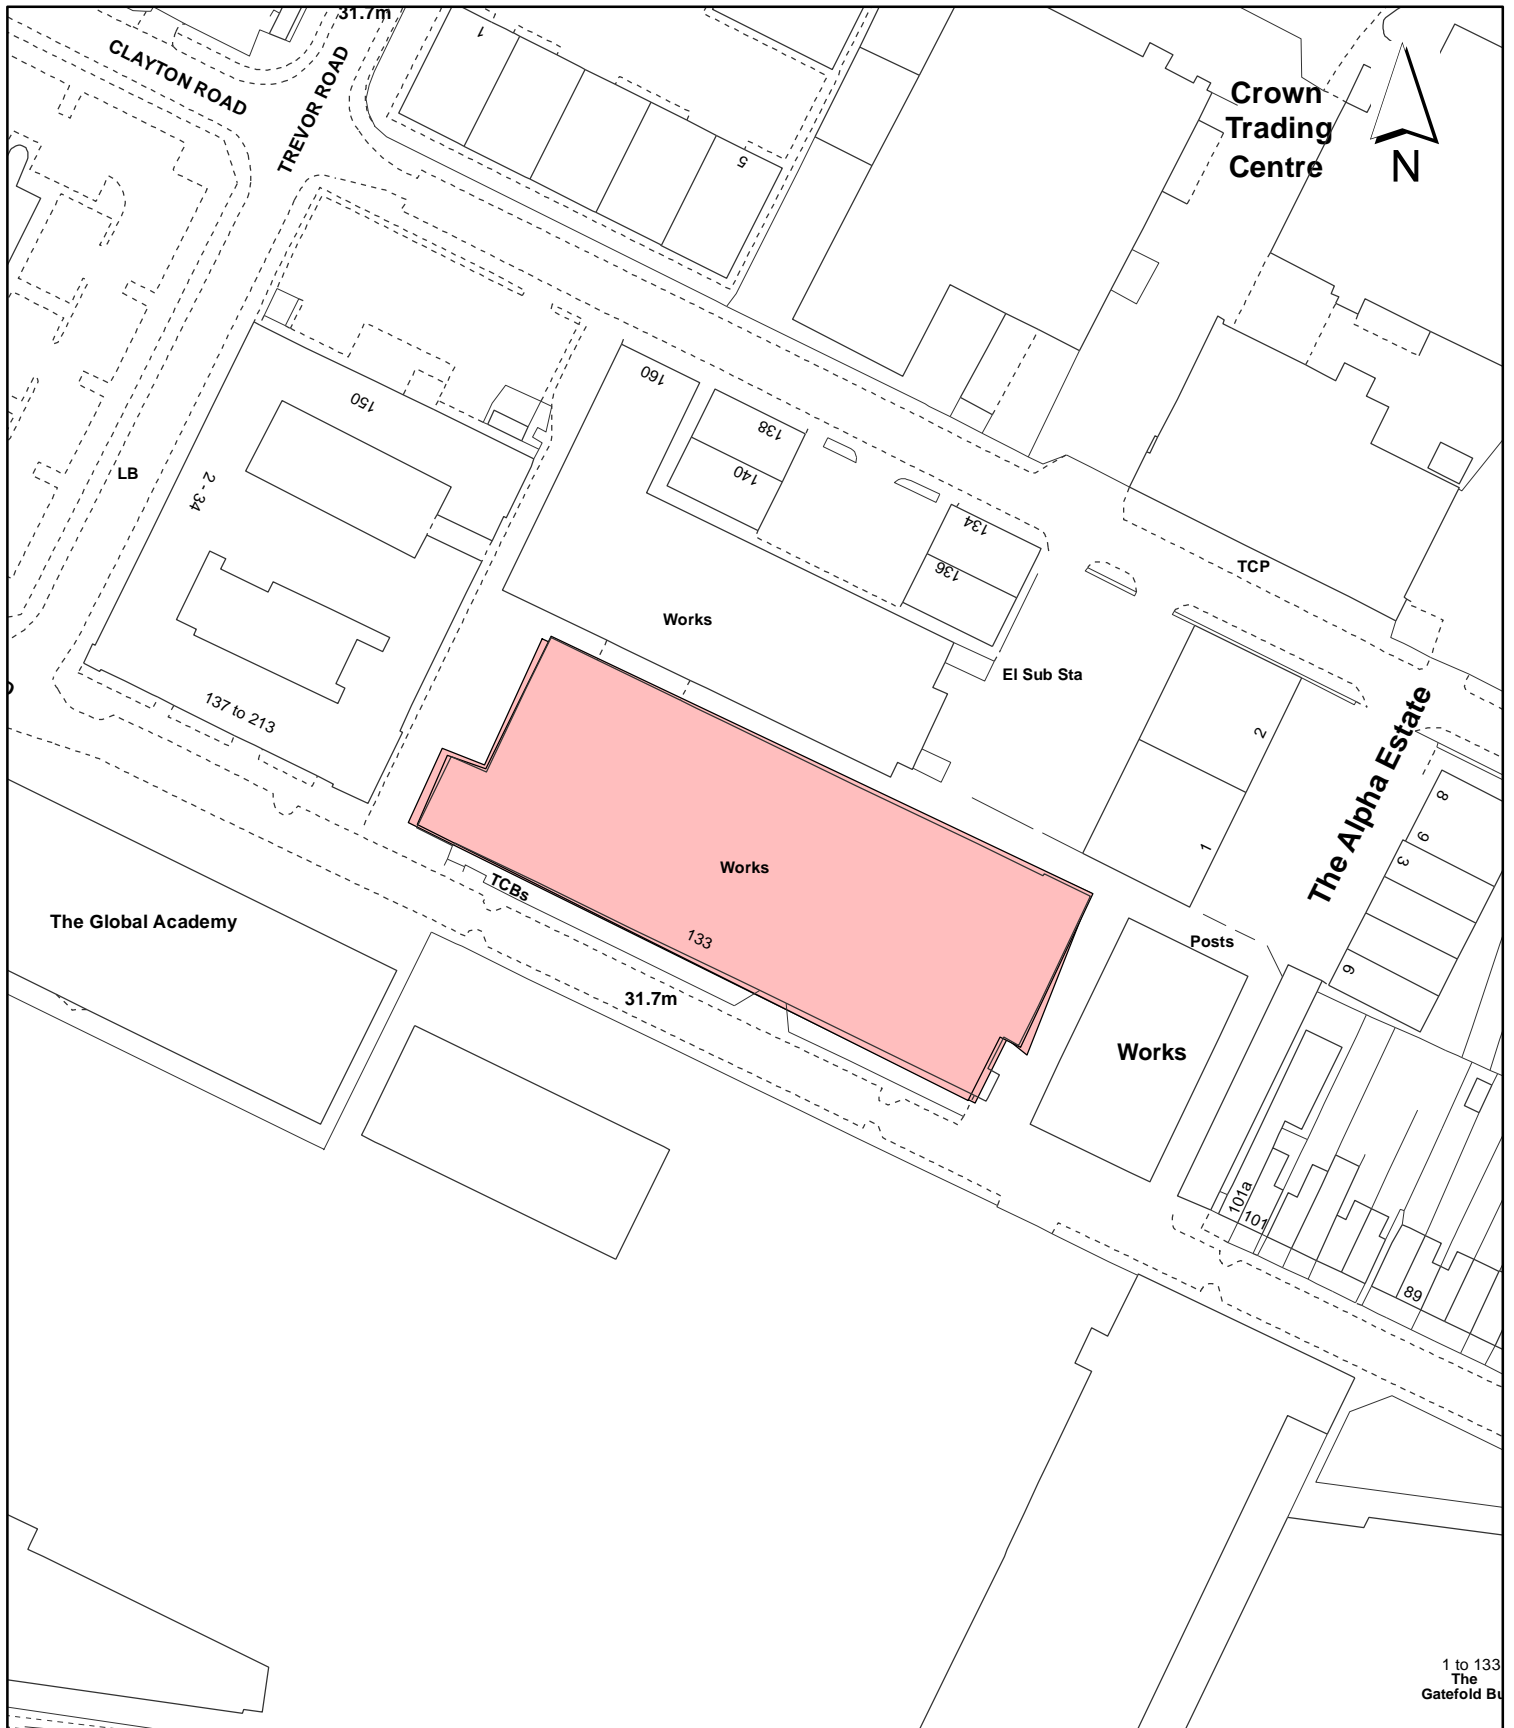 31.7m
1
CLAYTON ROAD
TREVOR ROAD
Crown
Trading
Centre
N
5
160
150
138
140
LB
2 - 34
134
136
TCP
Works
El Sub Sta
137 to 213
2
The Alpha Estate
8
6
3
1
Works
TCBs
133
The Global Academy
Posts
9
31.7m
Works
101a
101
89
1 to 133
The
Gatefold